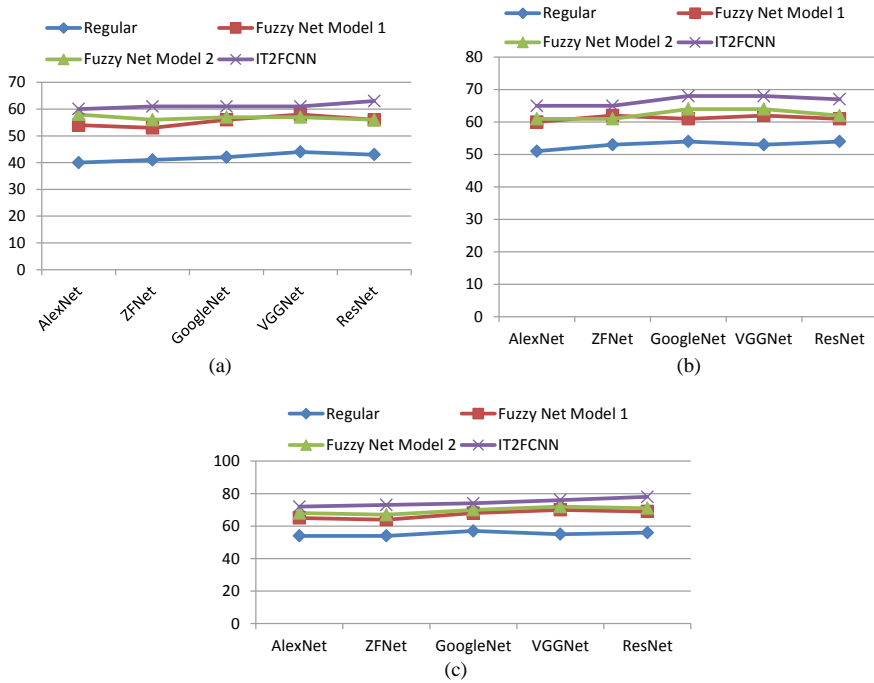 Regular
Fuzzy Net Model 1
Fuzzy Net Model 2
IT2FCNN
70
60
50
40
30
20
10
0
AlexNet
ZFNet
GoogleNet
VGGNet
ResNet
(a)
Regular
Fuzzy Net Model 1
Fuzzy Net Model 2
IT2FCNN
80
70
60
50
40
30
20
10
0
AlexNet
ZFNet
GoogleNet
VGGNet
ResNet
(b)
Regular
Fuzzy Net Model 1
Fuzzy Net Model 2
IT2FCNN
100
80
60
40
20
0
AlexNet
ZFNet
GoogleNet
VGGNet
ResNet
(c)